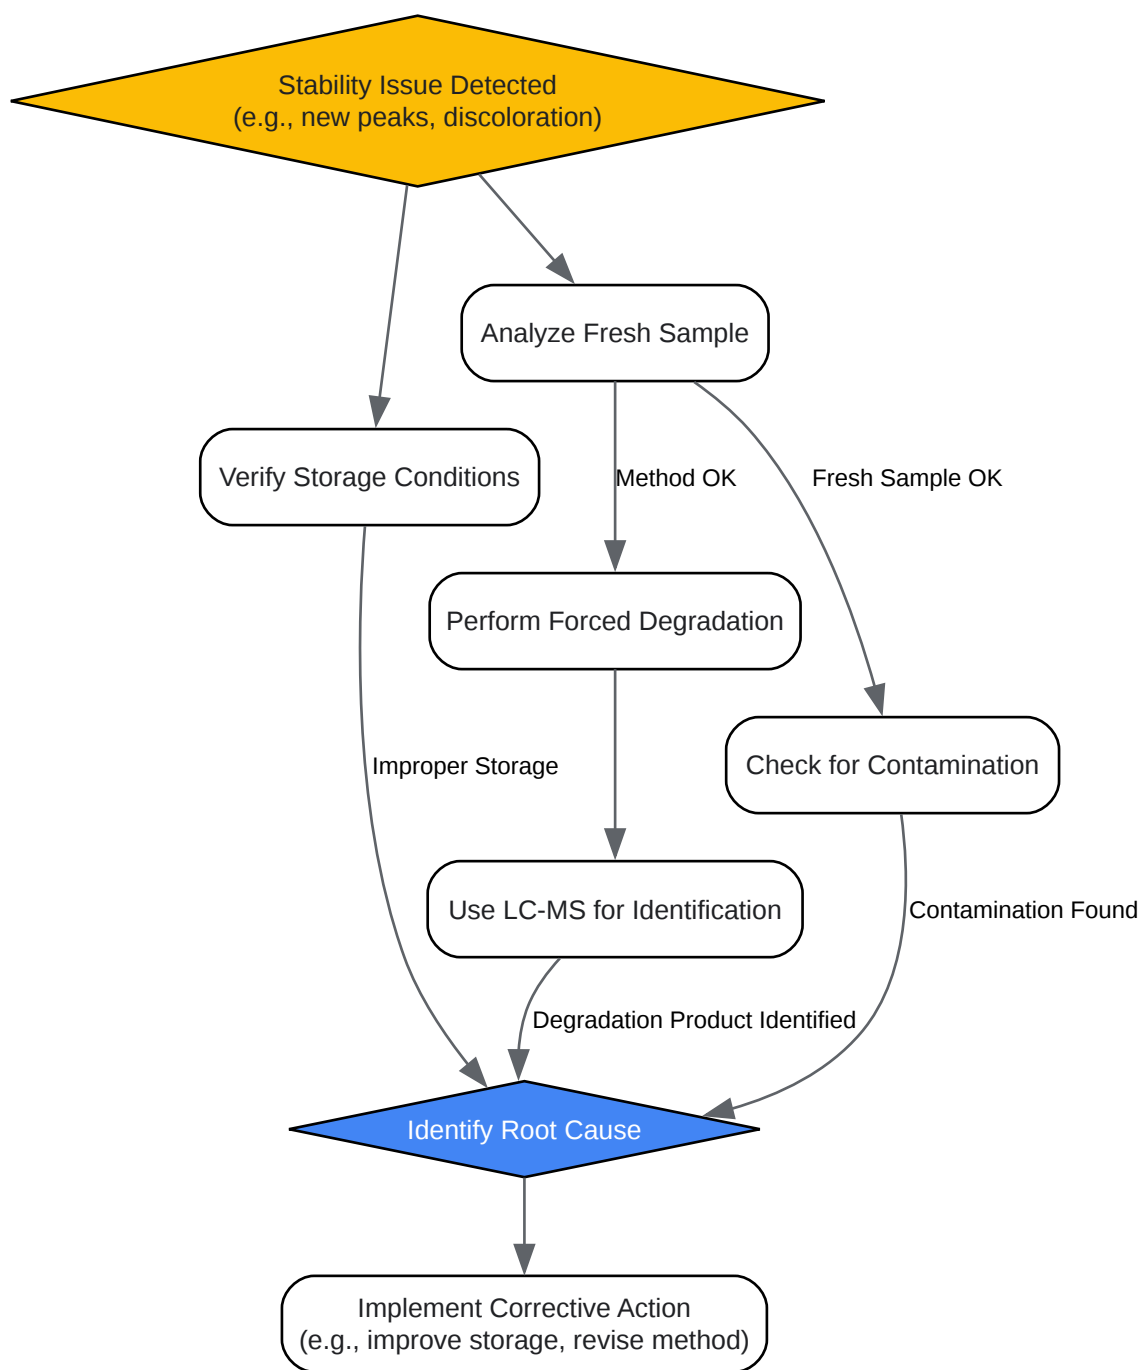 Stability Issue Detected
(e.g., new peaks, discoloration)
Analyze Fresh Sample
Verify Storage Conditions
Method OK
Fresh Sample OK
Perform Forced Degradation
Improper Storage
Check for Contamination
Use LC-MS for Identification
Contamination Found
Degradation Product Identified
Identify Root Cause
Implement Corrective Action
(e.g., improve storage, revise method)